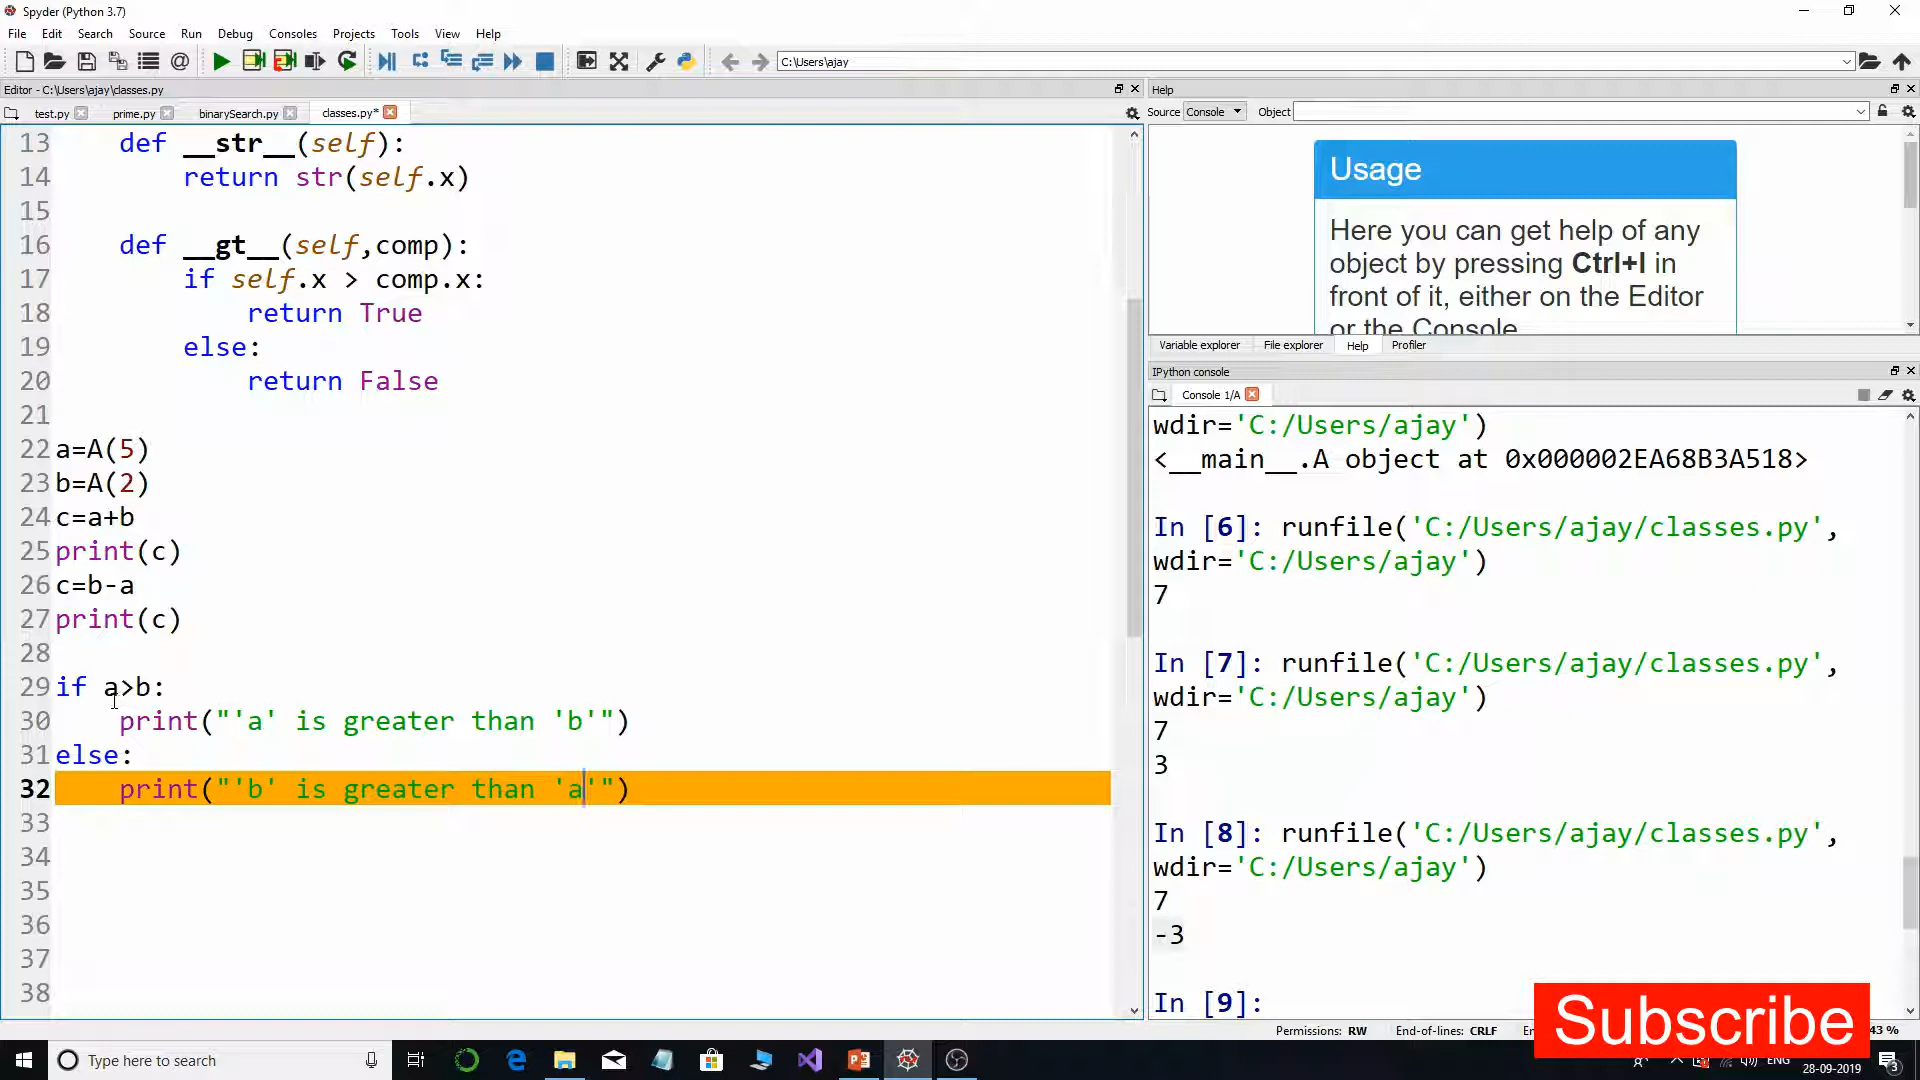 Spyder (Python 3.7)
File Edit Search Source Run Debug Consoles Projects Tools View Help
C:\Users\ajay
Editor - C:\Users\ajay\classes.py
test.py prime.py binarySearch.py classes.py*
13 def __str__(self):
14 return str(self.x)
15
16 def __gt__(self,comp):
17 if self.x > comp.x:
18 return True
19 else:
20 return False
21
22 a=A(5)
23 b=A(2)
24 c=a+b
25 print(c)
26 c=b-a
27 print(c)
28
29 if a>b:
30 print("'a' is greater than 'b'")
31 else:
32 print("'b' is greater than 'a'")
33
34
35
36
37
38
Help
Source Console Object
Usage
Here you can get help of any
object by pressing Ctrl+I in
front of it, either on the Editor
or the Console
Variable explorer File explorer Help Profiler
IPython console
Console 1/A
wdir='C:/Users/ajay')
<__main__.A object at 0x000002EA68B3A518>
In [6]: runfile('C:/Users/ajay/classes.py',
wdir='C:/Users/ajay')
7
In [7]: runfile('C:/Users/ajay/classes.py',
wdir='C:/Users/ajay')
7
3
In [8]: runfile('C:/Users/ajay/classes.py',
wdir='C:/Users/ajay')
7
-3
In [9]:
Subscribe
Permissions: RW End-of-lines: CRLF 43 %
Type here to search
ENG
28-09-2019
3